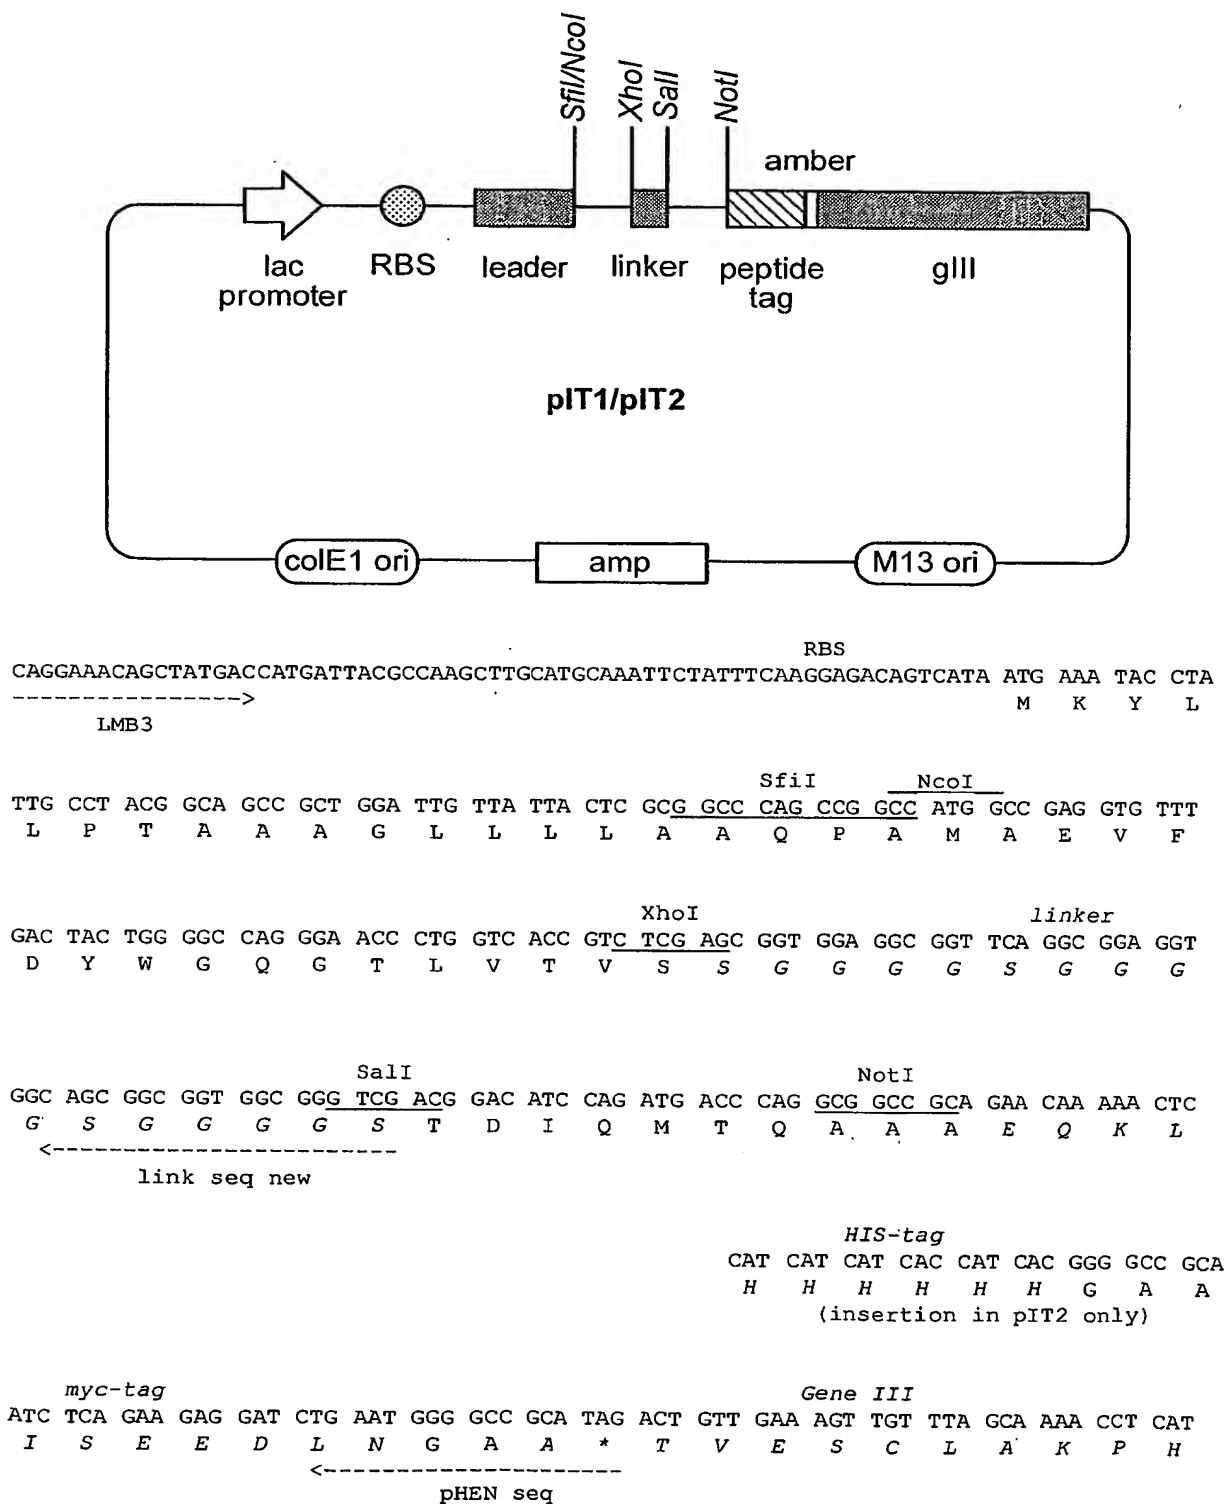 SfiI/NcoI
XhoI
SalI
NotI
amber
lac promoter
RBS
leader
linker
peptide tag
gIII
pIT1/pIT2
colE1 ori
amp
M13 ori
RBS
CAGGAAACAGCTATGACCATGATTACGCCAAGCTTGCATGCAAATTCTATTTCAAGGAGACAGTCATA ATG AAA TAC CTA
---------------->
M K Y L
LMB3
SfiI NcoI
TTG CCT ACG GCA GCC GCT GGA TTG TTA TTA CTC GCG GCC CAG CCG GCC ATG GCC GAG GTG TTT
L P T A A A G L L L L A A Q P A M A E V F
XhoI linker
GAC TAC TGG GGC CAG GGA ACC CTG GTC ACC GTC TCG AGC GGT GGA GGC GGT TCA GGC GGA GGT
D Y W G Q G T L V T V S S G G G G S G G G
SalI NotI
GGC AGC GGC GGT GGC GGG TCG ACG GAC ATC CAG ATG ACC CAG GCG GCC GCA GAA CAA AAA CTC
G S G G G G S T D I Q M T Q A A A E Q K L
<------------------------
link seq new
HIS-tag
CAT CAT CAT CAC CAT CAC GGG GCC GCA
H H H H H H G A A
(insertion in pIT2 only)
myc-tag Gene III
ATC TCA GAA GAG GAT CTG AAT GGG GCC GCA TAG ACT GTT GAA AGT TGT TTA GCA AAA CCT CAT
I S E E D L N G A A * T V E S C L A K P H
<---------------------
pHEN seq